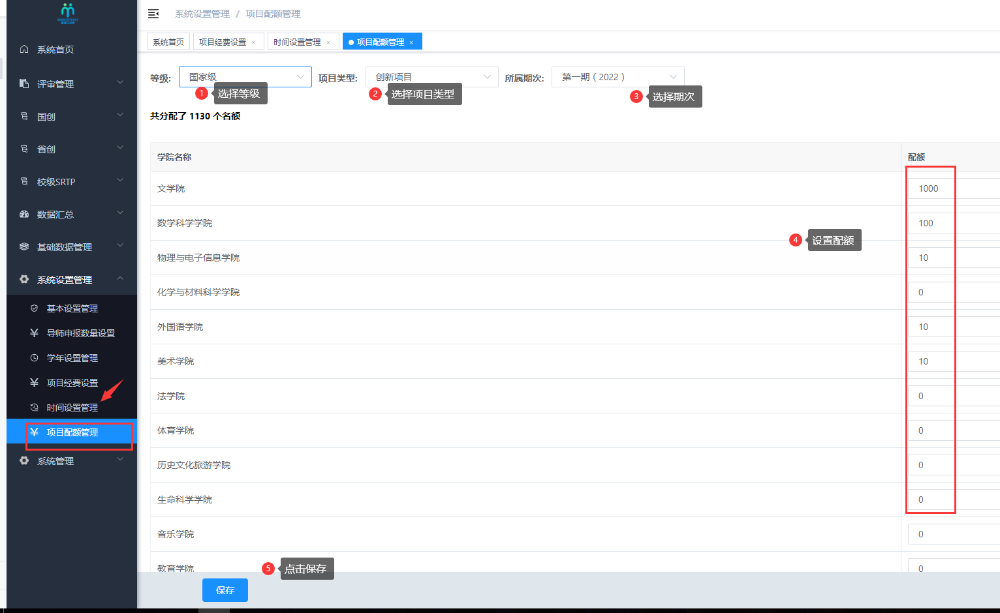 系统设置管理 / 项目配额管理
系统首页 项目经费设置 × 时间设置管理 × 项目配额管理 ×
系统首页
评审管理
国创
省创
校级SRTP
数据汇总
基础数据管理
系统设置管理
基本设置管理
导师申报数量设置
学年设置管理
项目经费设置
时间设置管理
项目配额管理
系统管理
等级: 国家级 项目类型: 创新项目 所属期次: 第一期(2022)
1 选择等级 2 选择项目类型 3 选择期次
共分配了 1130 个名额
学院名称 配额
文学院 1000
数学科学学院 100
4 设置配额
物理与电子信息学院 10
化学与材料科学学院 0
外国语学院 10
美术学院 10
法学院 0
体育学院 0
历史文化旅游学院 0
生命科学学院 0
音乐学院 0
教育学院 0
5 点击保存
保存